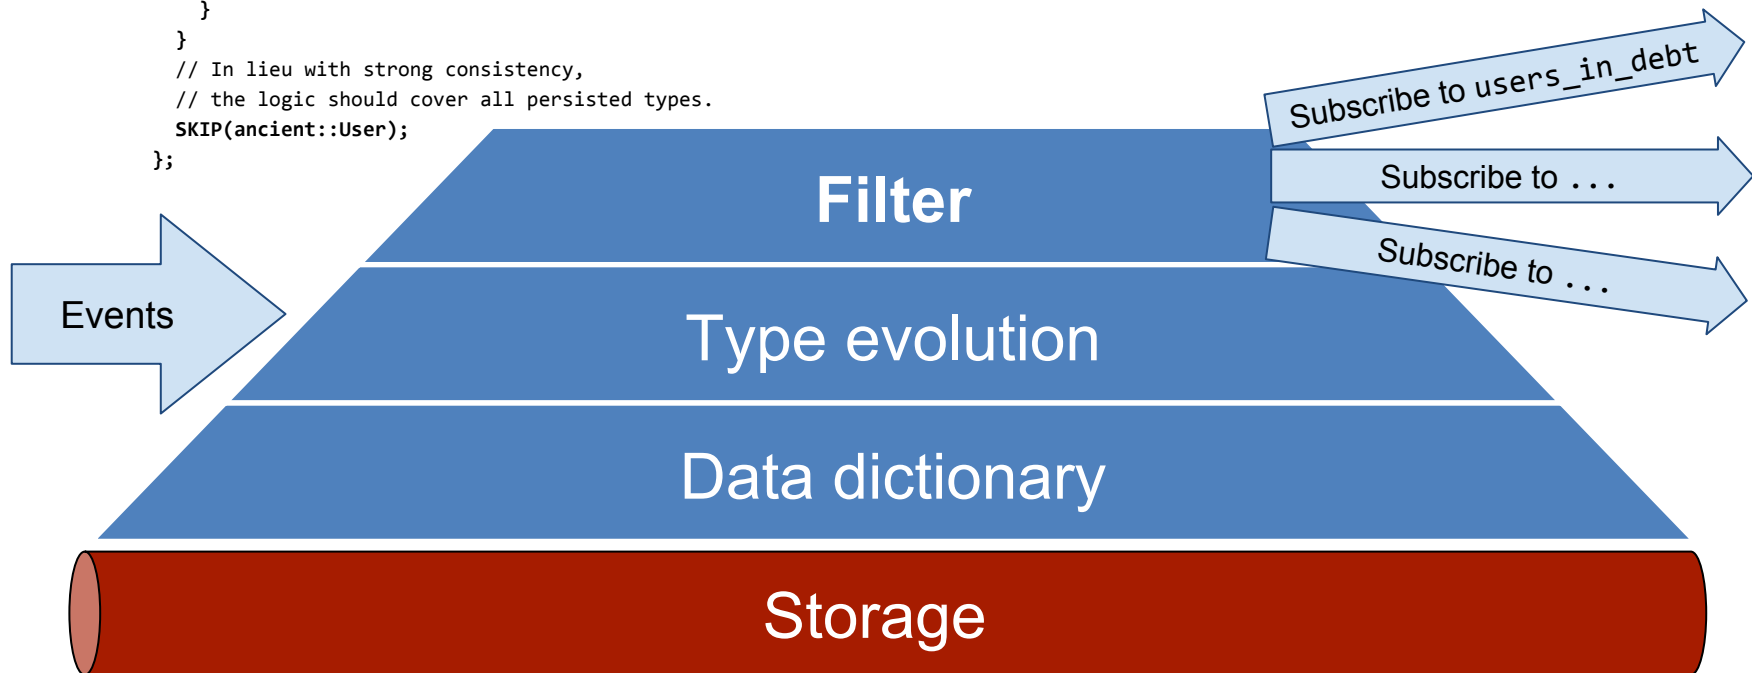 }
}
// In lieu with strong consistency,
// the logic should cover all persisted types.
SKIP(ancient::User);
};
Subscribe to users_in_debt
Subscribe to ...
Subscribe to ...
Events
Filter
Type evolution
Data dictionary
Storage